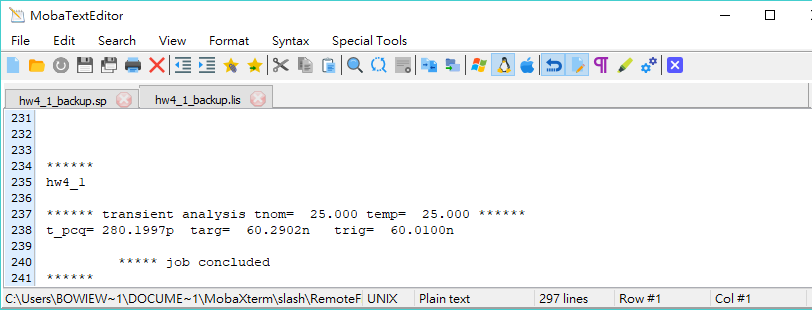 MobaTextEditor
File Edit Search View Format Syntax Special Tools
hw4_1_backup.sp hw4_1_backup.lis
231
232
233
234 ******
235 hw4_1
236
237 ****** transient analysis tnom=  25.000 temp=  25.000 ******
238 t_pcq= 280.1997p  targ=  60.2902n   trig=  60.0100n
239
240 ***** job concluded
241 ******
C:\Users\BOWIEW~1\DOCUME~1\MobaXterm\slash\RemoteF UNIX Plain text 297 lines Row #1 Col #1